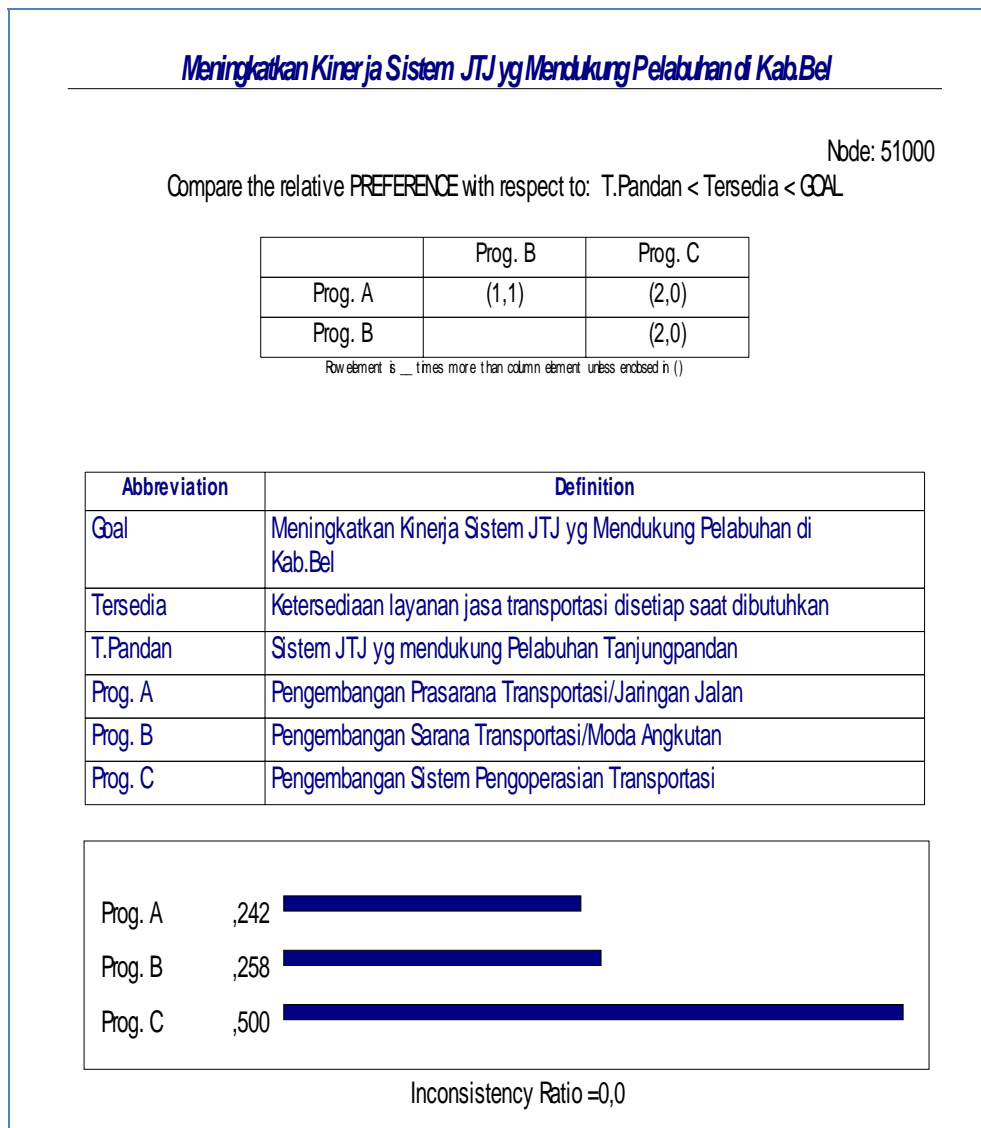 Meningkatkan Kinerja Sistem JTJ yg Mendukung Pelabuhan di Kab.Bel
Node: 51000
Compare the relative PREFERENCE with respect to: T.Pandan < Tersedia < GOAL
Prog. B Prog. C
Prog. A (1,1) (2,0)
Prog. B (2,0)
Row element is __ times more than column element unless enclosed in ()
Abbreviation Definition
Goal Meningkatkan Kinerja Sistem JTJ yg Mendukung Pelabuhan di
Kab.Bel
Tersedia Ketersediaan layanan jasa transportasi disetiap saat dibutuhkan
T.Pandan Sistem JTJ yg mendukung Pelabuhan Tanjungpandan
Prog. A Pengembangan Prasarana Transportasi/Jaringan Jalan
Prog. B Pengembangan Sarana Transportasi/Moda Angkutan
Prog. C Pengembangan Sistem Pengoperasian Transportasi
Prog. A ,242
Prog. B ,258
Prog. C ,500
Inconsistency Ratio =0,0